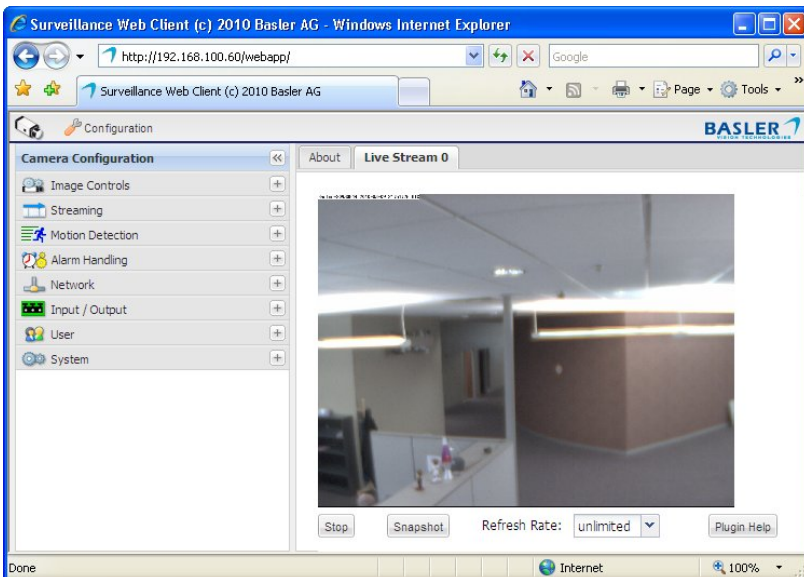 Surveillance Web Client (c) 2010 Basler AG - Windows Internet Explorer
http://192.168.100.60/webapp/
Google
Surveillance Web Client (c) 2010 Basler AG
Page
Tools
»
Configuration
BASLER
VISION TECHNOLOGIES
Camera Configuration
About
Live Stream 0
Image Controls
Streaming
Motion Detection
Alarm Handling
Network
Input / Output
User
System
Stop
Snapshot
Refresh Rate:
unlimited
Plugin Help
Done
Internet
100%